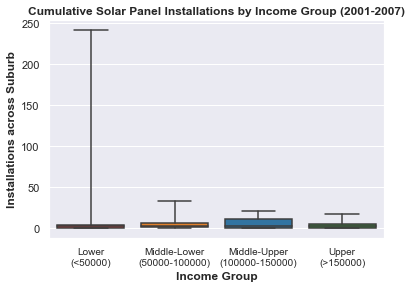 Cumulative Solar Panel Installations by Income Group (2001-2007)
Installations across Suburb
250
200
150
100
50
0
Lower
(<50000)
Middle-Lower
(50000-100000)
Middle-Upper
(100000-150000)
Upper
(>150000)
Income Group